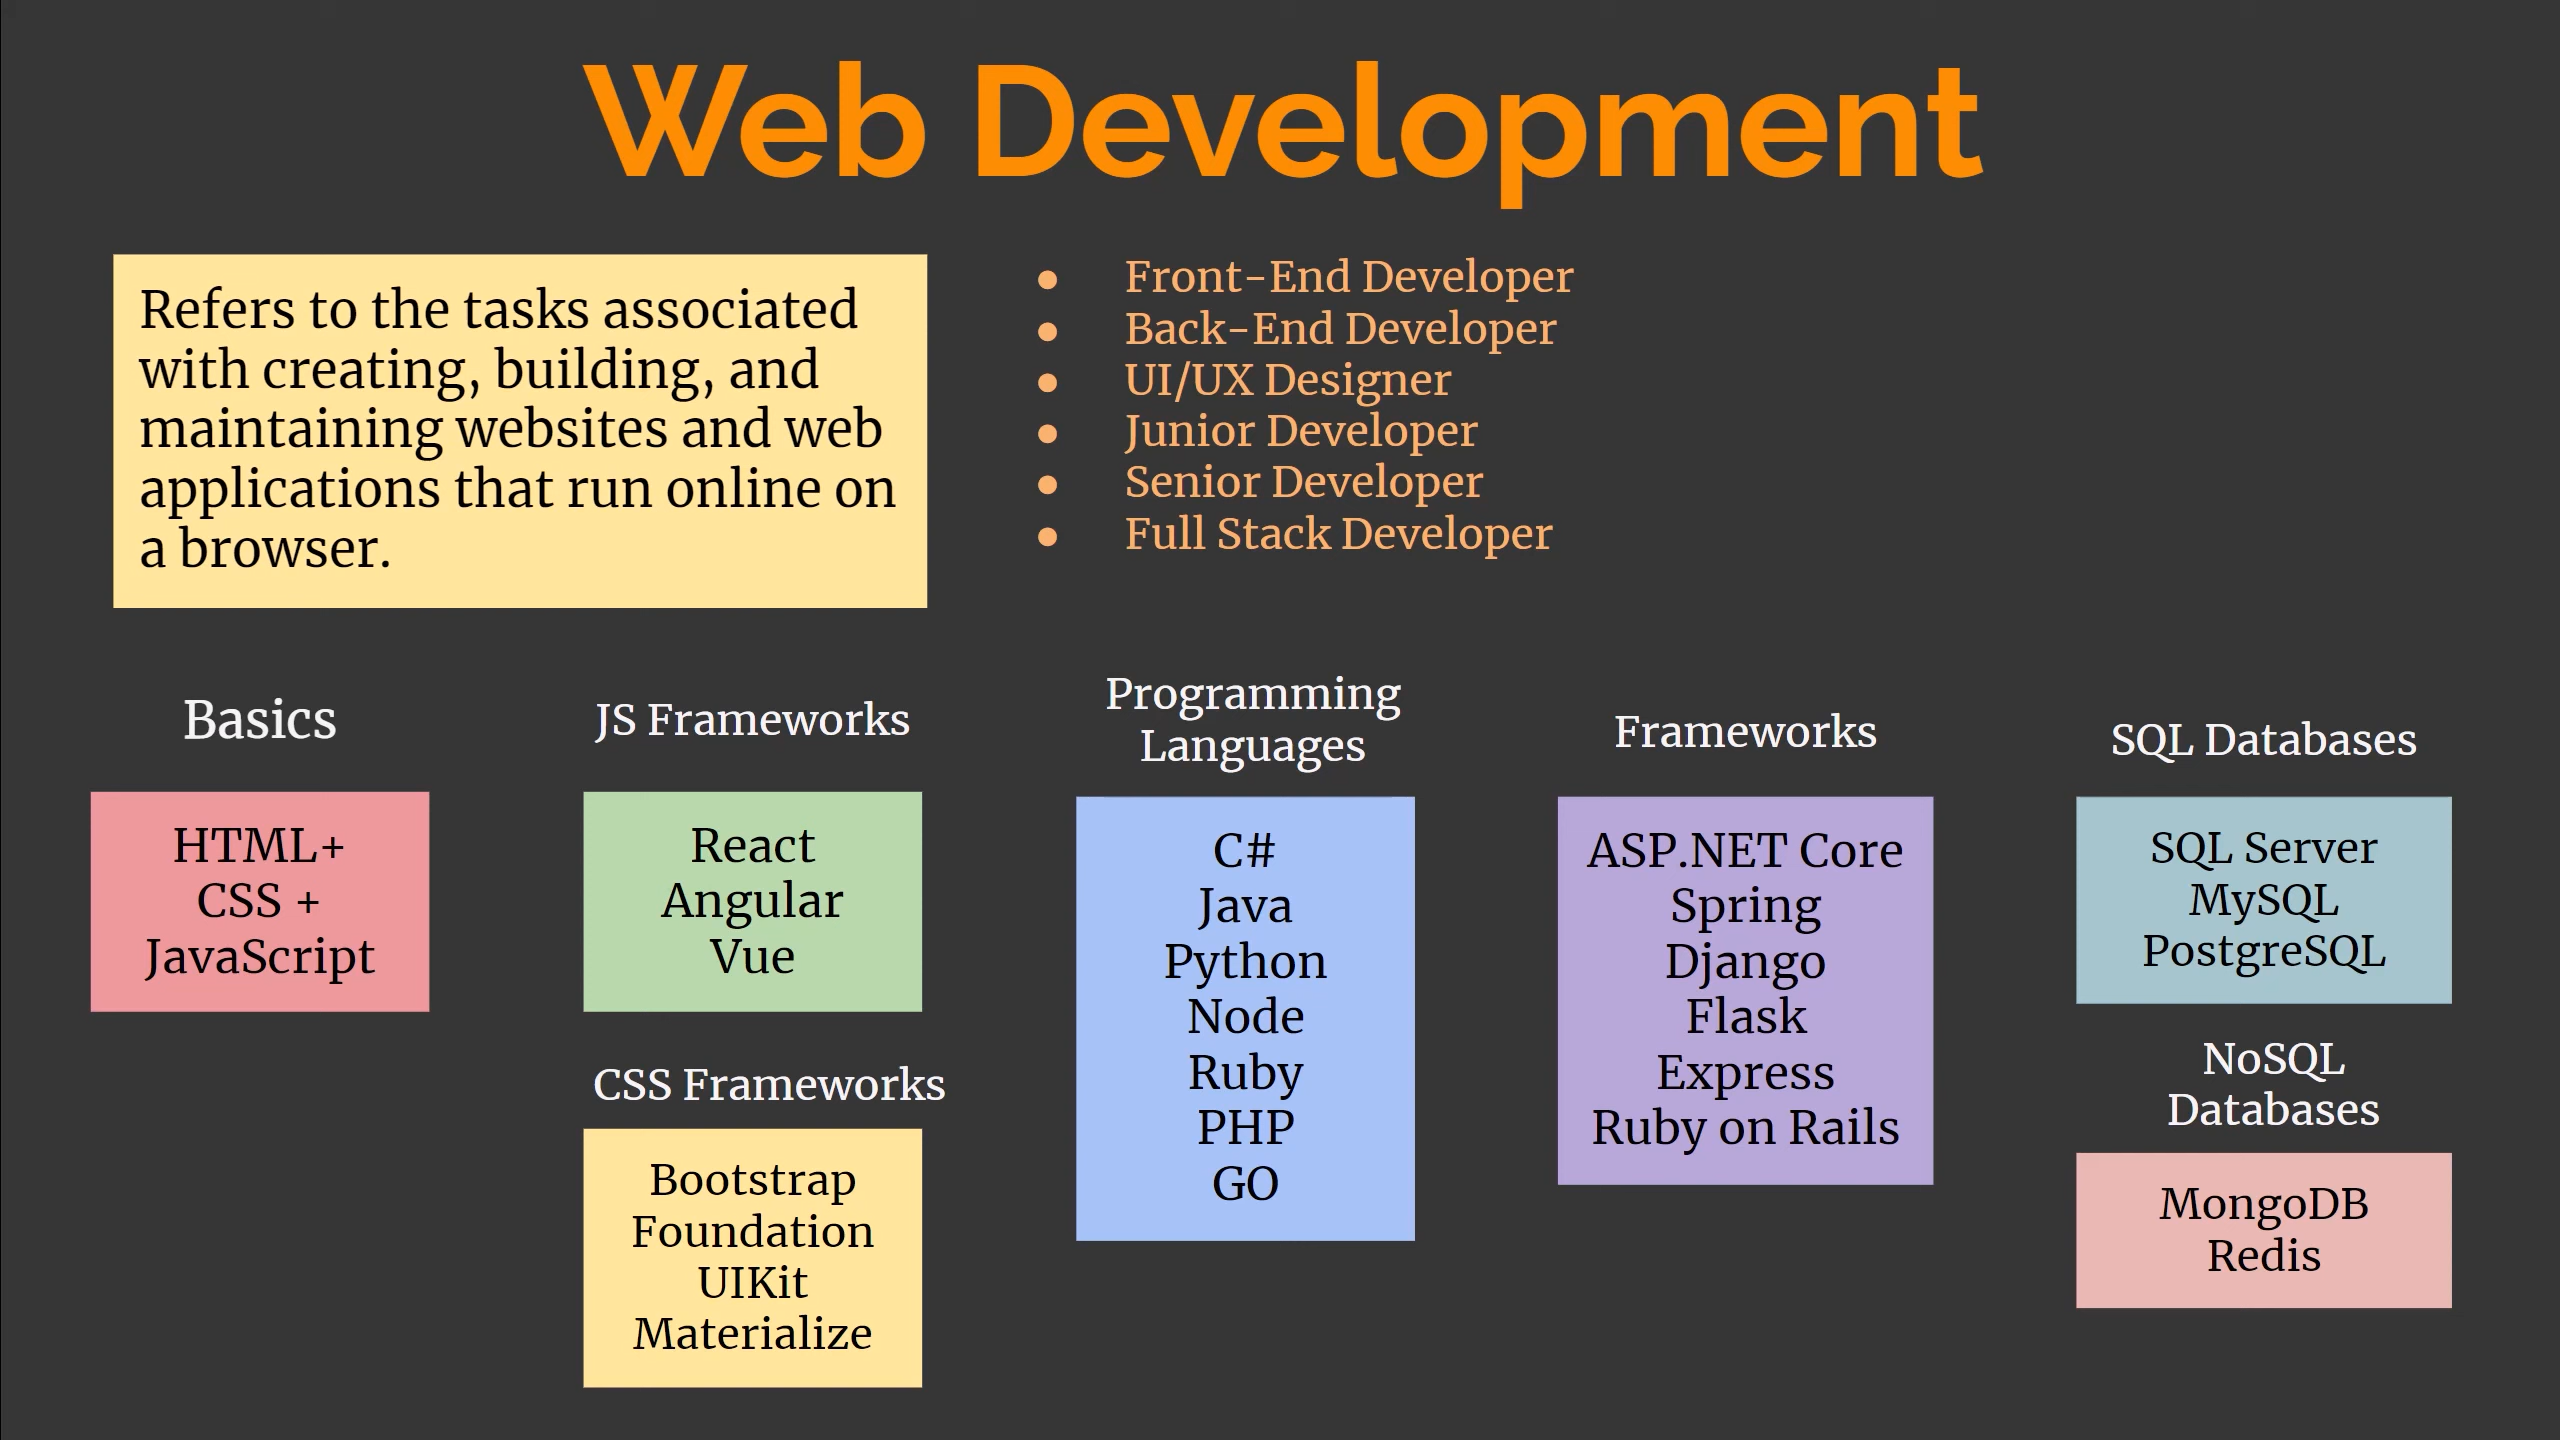 Web Development
Refers to the tasks associated
with creating, building, and
maintaining websites and web
applications that run online on
a browser.
● Front-End Developer
● Back-End Developer
● UI/UX Designer
● Junior Developer
● Senior Developer
● Full Stack Developer
Basics
HTML+
CSS +
JavaScript
JS Frameworks
React
Angular
Vue
CSS Frameworks
Bootstrap
Foundation
UIKit
Materialize
Programming
Languages
C#
Java
Python
Node
Ruby
PHP
GO
Frameworks
ASP.NET Core
Spring
Django
Flask
Express
Ruby on Rails
SQL Databases
SQL Server
MySQL
PostgreSQL
NoSQL
Databases
MongoDB
Redis